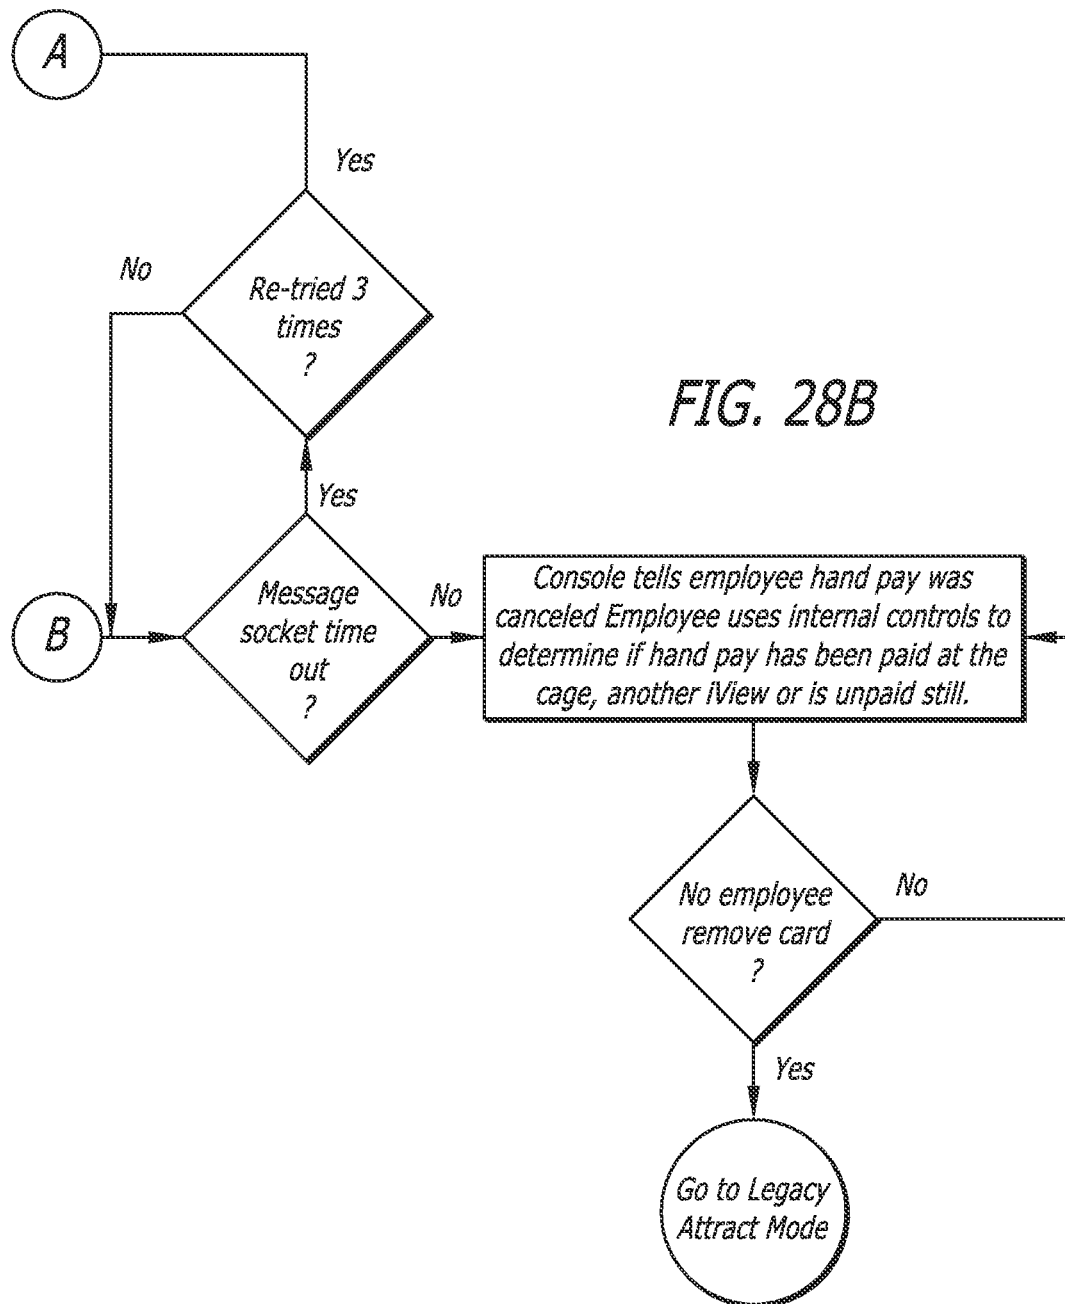 A
Yes
No
Re-tried 3
times
?
FIG. 28B
Yes
B
Message
socket time
out
?
No
Console tells employee hand pay was
canceled Employee uses internal controls to
determine if hand pay has been paid at the
cage, another iView or is unpaid still.
No employee
remove card
?
No
Yes
Go to Legacy
Attract Mode